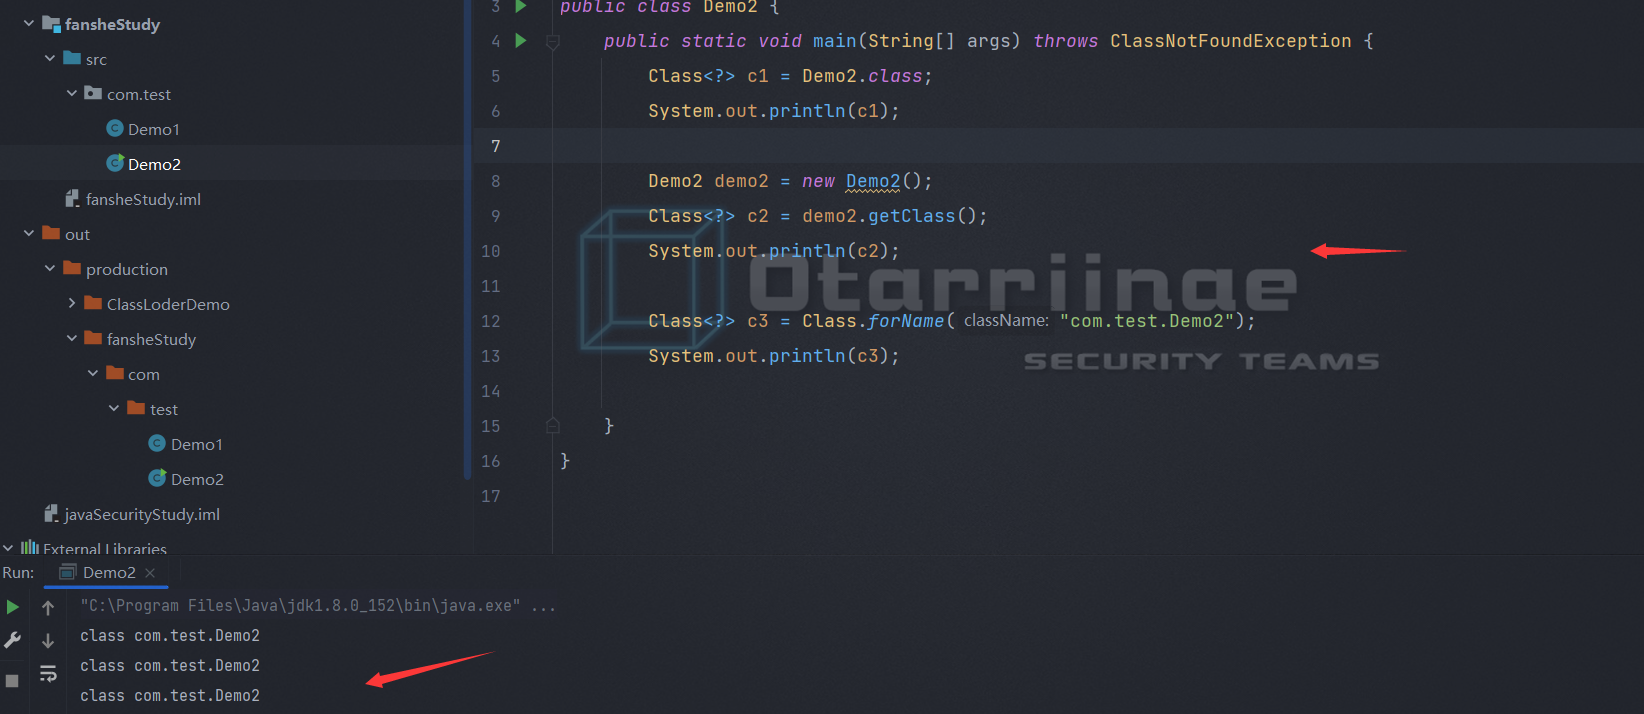 fansheStudy
src
com.test
Demo1
Demo2
fansheStudy.iml
out
production
ClassLoderDemo
fansheStudy
com
test
Demo1
Demo2
javaSecurityStudy.iml
External Libraries
3 public class Demo2 {
4 public static void main(String[] args) throws ClassNotFoundException {
5 Class<?> c1 = Demo2.class;
6 System.out.println(c1);
7
8 Demo2 demo2 = new Demo2();
9 Class<?> c2 = demo2.getClass();
10 System.out.println(c2);
11
12 Class<?> c3 = Class.forName( className: "com.test.Demo2");
13 System.out.println(c3);
14
15 }
16 }
17
Otarriinae
SECURITY TEAMS
Run: Demo2
"C:\Program Files\Java\jdk1.8.0_152\bin\java.exe" ...
class com.test.Demo2
class com.test.Demo2
class com.test.Demo2